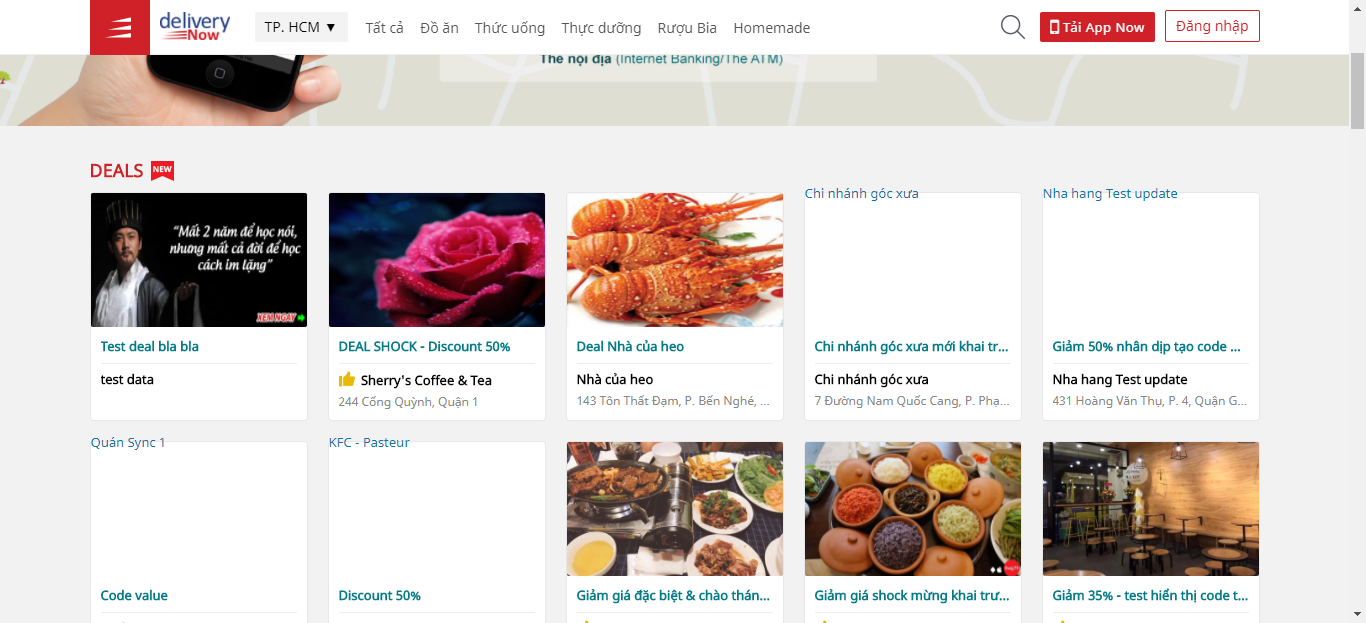 delivery
Now
TP. HCM ▼
Tất cả
Đồ ăn
Thức uống
Thực dưỡng
Rượu Bia
Homemade
Tải App Now
Đăng nhập
Thẻ nội địa (Internet Banking/Thẻ ATM)
DEALS NEW
"Mất 2 năm để học nói,
nhưng mất cả đời để học
cách im lặng"
XEM NGAY
Chi nhánh góc xưa
Nha hang Test update
Test deal bla bla
DEAL SHOCK - Discount 50%
Deal Nhà của heo
Chi nhánh góc xưa mới khai tr...
Giảm 50% nhân dịp tạo code ...
test data
Sherry's Coffee & Tea
Nhà của heo
Chi nhánh góc xưa
Nha hang Test update
244 Cống Quỳnh, Quận 1
143 Tôn Thất Đạm, P. Bến Nghé, ...
7 Đường Nam Quốc Cang, P. Phạ...
431 Hoàng Văn Thụ, P. 4, Quận G...
Quán Sync 1
KFC - Pasteur
Code value
Discount 50%
Giảm giá đặc biệt & chào thán...
Giảm giá shock mừng khai trư...
Giảm 35% - test hiển thị code t...